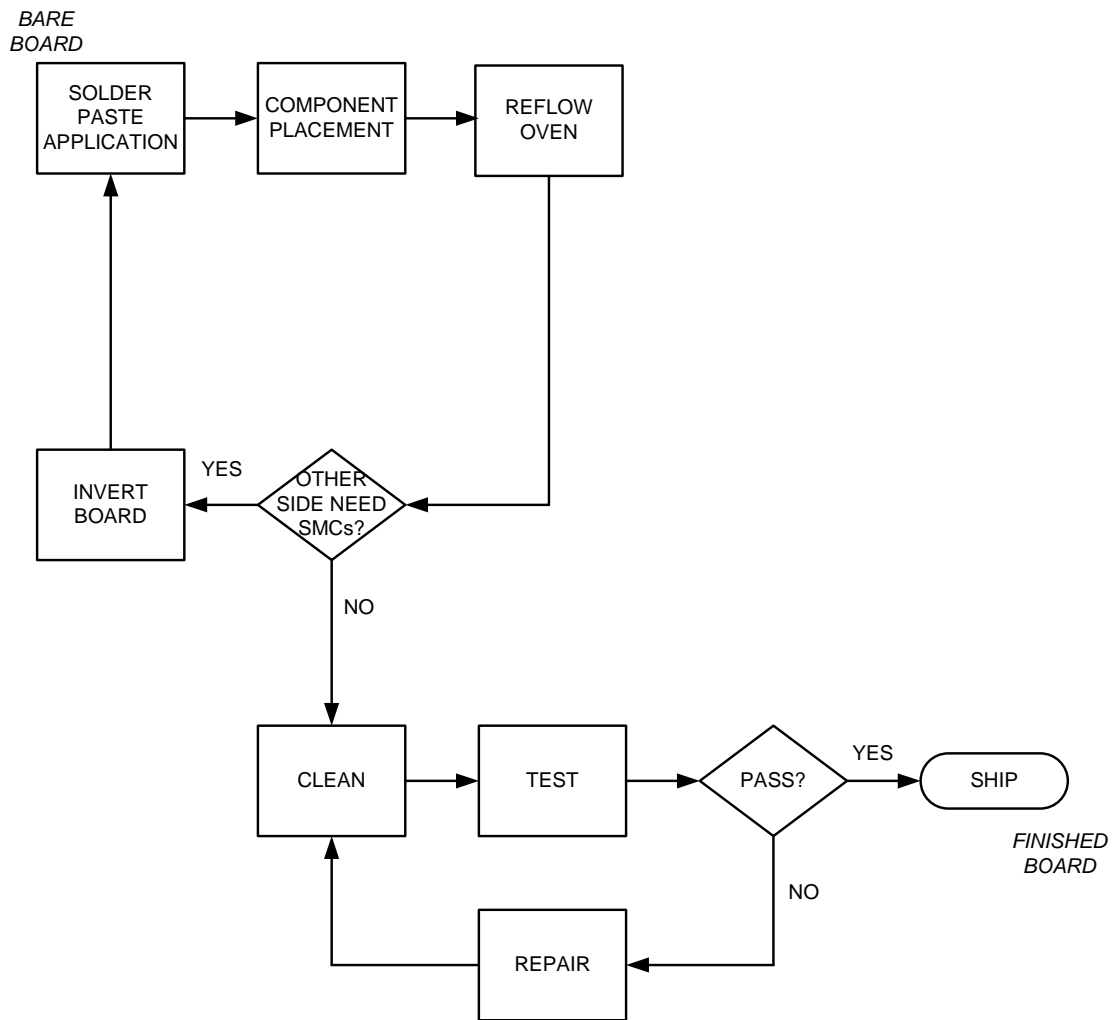 BARE
BOARD
SOLDER
PASTE
APPLICATION
COMPONENT
PLACEMENT
REFLOW
OVEN
INVERT
BOARD
YES
OTHER
SIDE NEED
SMCs?
NO
CLEAN
TEST
PASS?
YES
SHIP
FINISHED
BOARD
NO
REPAIR